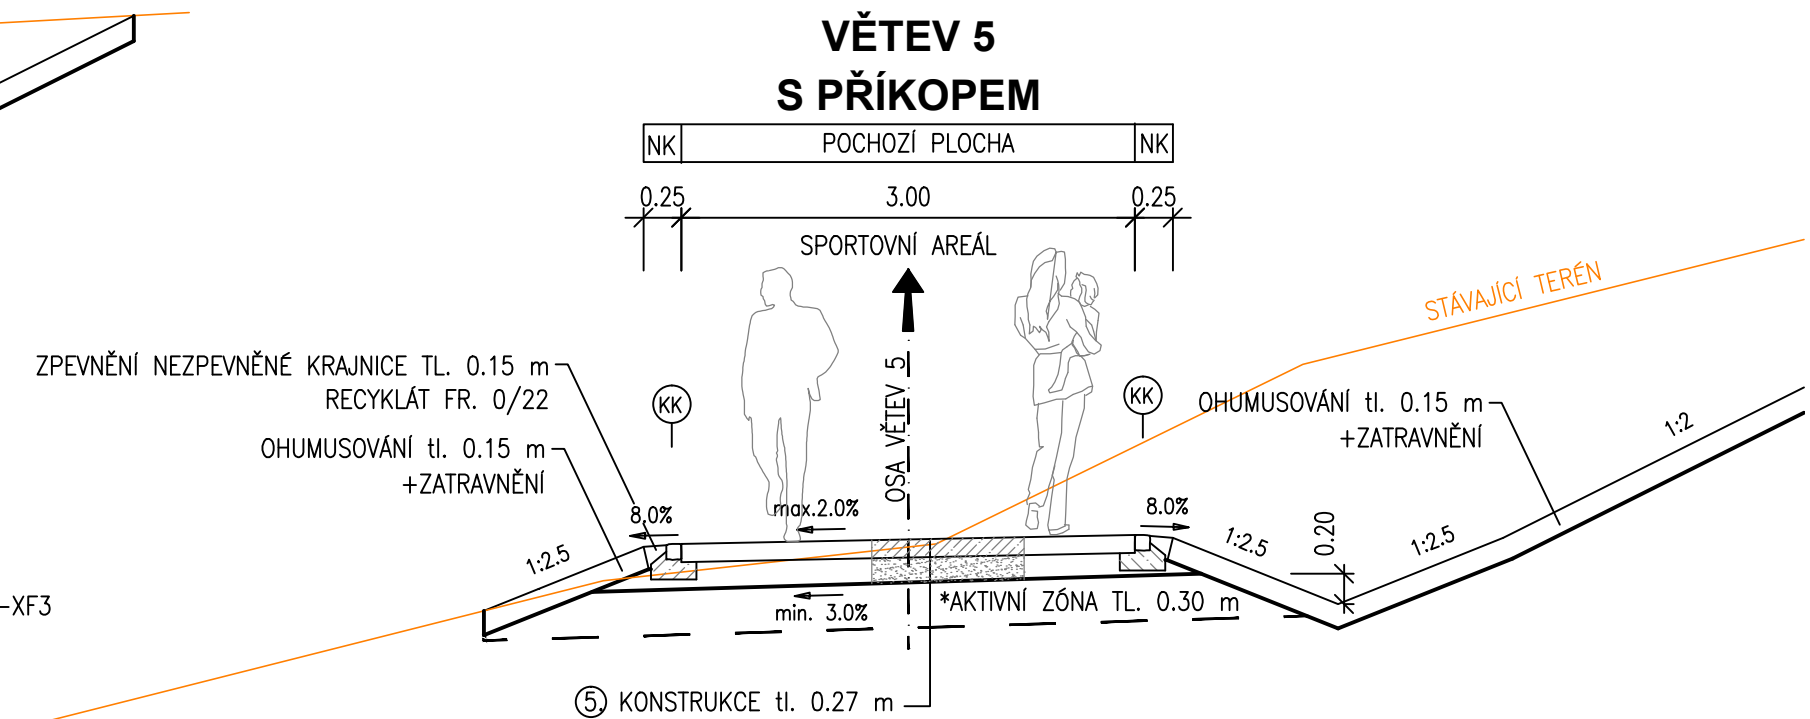 VĚTEV 5
S PŘÍKOPEM
NK
POCHOZÍ PLOCHA
NK
0.25
3.00
0.25
SPORTOVNÍ AREÁL
STÁVAJÍCÍ TERÉN
ZPEVNĚNÍ NEZPEVNĚNÉ KRAJNICE TL. 0.15 m
RECYKLÁT FR. 0/22
KK
OSA VĚTEV 5
KK
OHUMUSOVÁNÍ tl. 0.15 m
+ZATRAVNĚNÍ
1:2
OHUMUSOVÁNÍ tl. 0.15 m
+ZATRAVNĚNÍ
8.0%
max.2.0%
8.0%
1:2.5
1:2.5
0.20
1:2.5
-XF3
min. 3.0%
*AKTIVNÍ ZÓNA TL. 0.30 m
5 KONSTRUKCE tl. 0.27 m